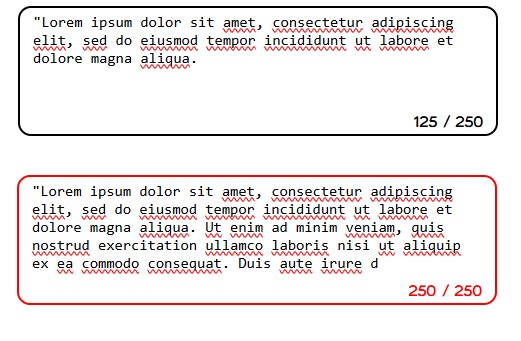 "Lorem ipsum dolor sit amet, consectetur adipiscing
elit, sed do eiusmod tempor incididunt ut labore et
dolore magna aliqua.
125 / 250
"Lorem ipsum dolor sit amet, consectetur adipiscing
elit, sed do eiusmod tempor incididunt ut labore et
dolore magna aliqua. Ut enim ad minim veniam, quis
nostrud exercitation ullamco laboris nisi ut aliquip
ex ea commodo consequat. Duis aute irure d
250 / 250